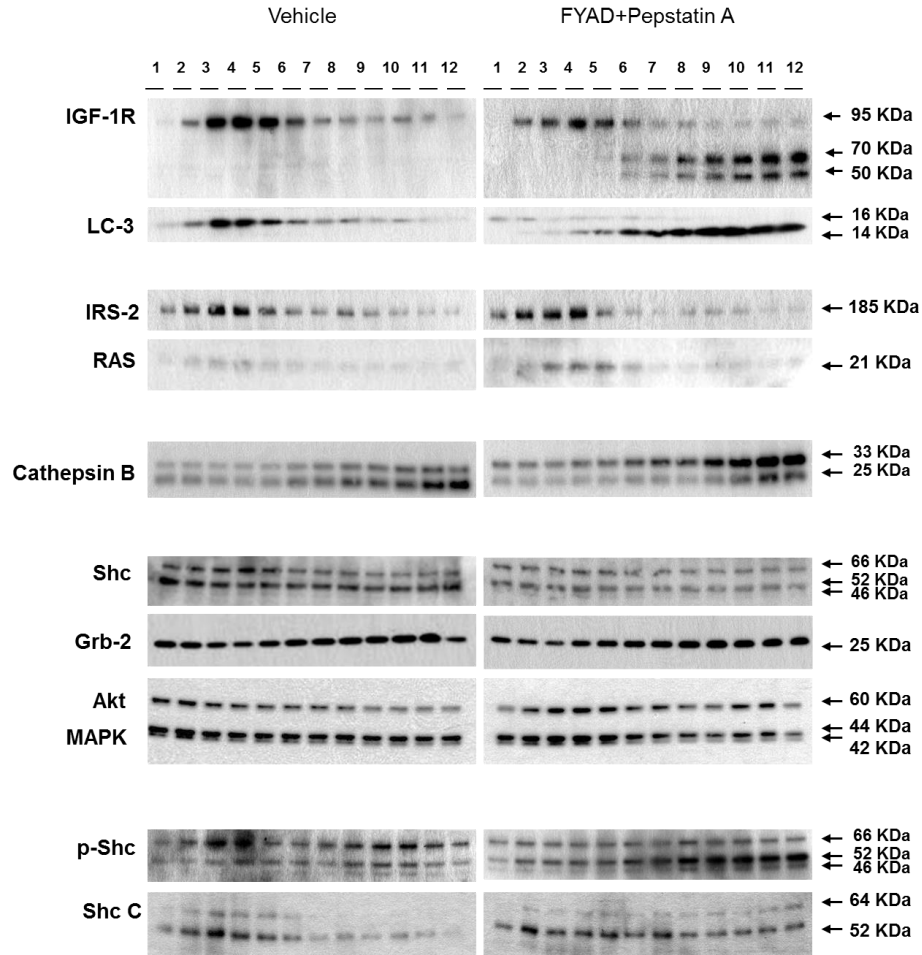 Vehicle FYAD+Pepstatin A
1 2 3 4 5 6 7 8 9 10 11 12 1 2 3 4 5 6 7 8 9 10 11 12
IGF-1R 95 KDa
70 KDa
50 KDa
LC-3 16 KDa
14 KDa
IRS-2 185 KDa
RAS 21 KDa
Cathepsin B 33 KDa
25 KDa
Shc 66 KDa
52 KDa
46 KDa
Grb-2 25 KDa
Akt 60 KDa
MAPK 44 KDa
42 KDa
p-Shc 66 KDa
52 KDa
46 KDa
Shc C 64 KDa
52 KDa